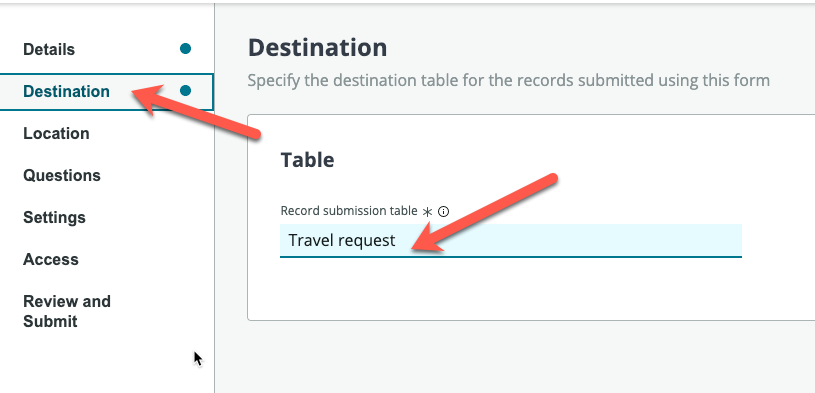 Details
Destination
Location
Questions
Settings
Access
Review and
Submit
Destination
Specify the destination table for the records submitted using this form
Table
Record submission table
Travel request